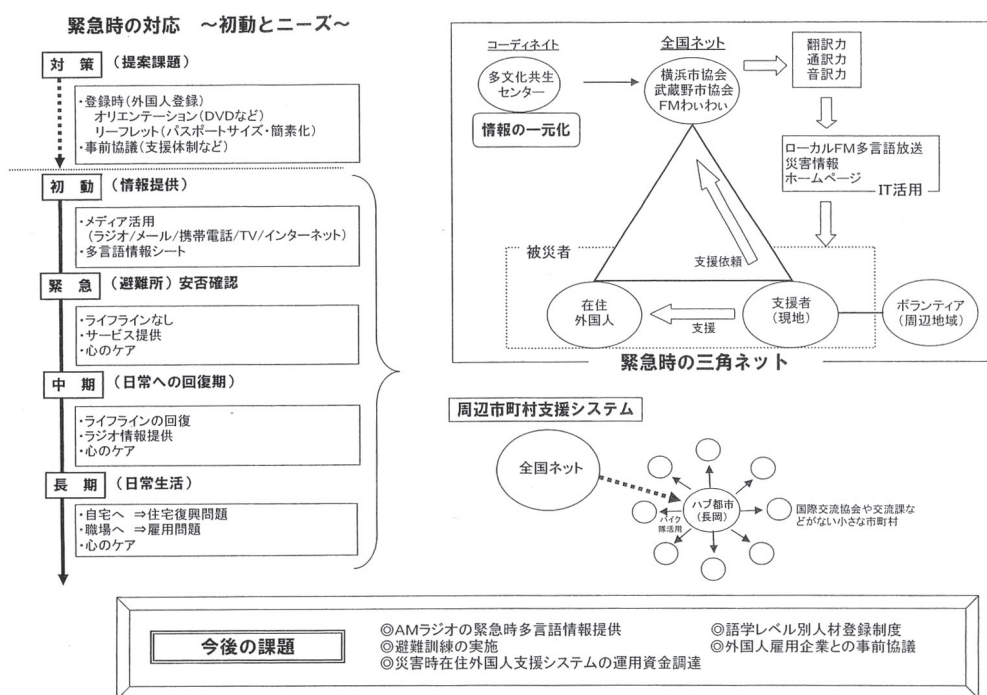 緊急時の対応 ~初動とニーズ~
対 策 (提案課題)
・登録時(外国人登録)
オリエンテーション(DVDなど)
リーフレット(パスポートサイズ・簡素化)
・事前協議(支援体制など)
初 動 (情報提供)
・メディア活用
(ラジオ/メール/携帯電話/TV/インターネット)
・多言語情報シート
緊 急 (避難所)安否確認
・ライフラインなし
・サービス提供
・心のケア
中 期 (日常への回復期)
・ライフラインの回復
・ラジオ情報提供
・心のケア
長 期 (日常生活)
・自宅へ ⇒住宅復興問題
・職場へ ⇒雇用問題
・心のケア
コーディネイト
多文化共生
センター
情報の一元化
全国ネット
横浜市協会
武蔵野市協会
FMわいわい
翻訳力
通訳力
音訳力
ローカルFM多言語放送
災害情報
ホームページ
IT活用
被災者
支援依頼
在住
外国人
支援
支援者
(現地)
ボランティア
(周辺地域)
緊急時の三角ネット
周辺市町村支援システム
全国ネット
ハブ都市
(長岡)
バイク
隊活用
国際交流協会や交流課な
どがない小さな市町村
今後の課題
◎AMラジオの緊急時多言語情報提供
◎避難訓練の実施
◎災害時在住外国人支援システムの運用資金調達
◎語学レベル別人材登録制度
◎外国人雇用企業との事前協議